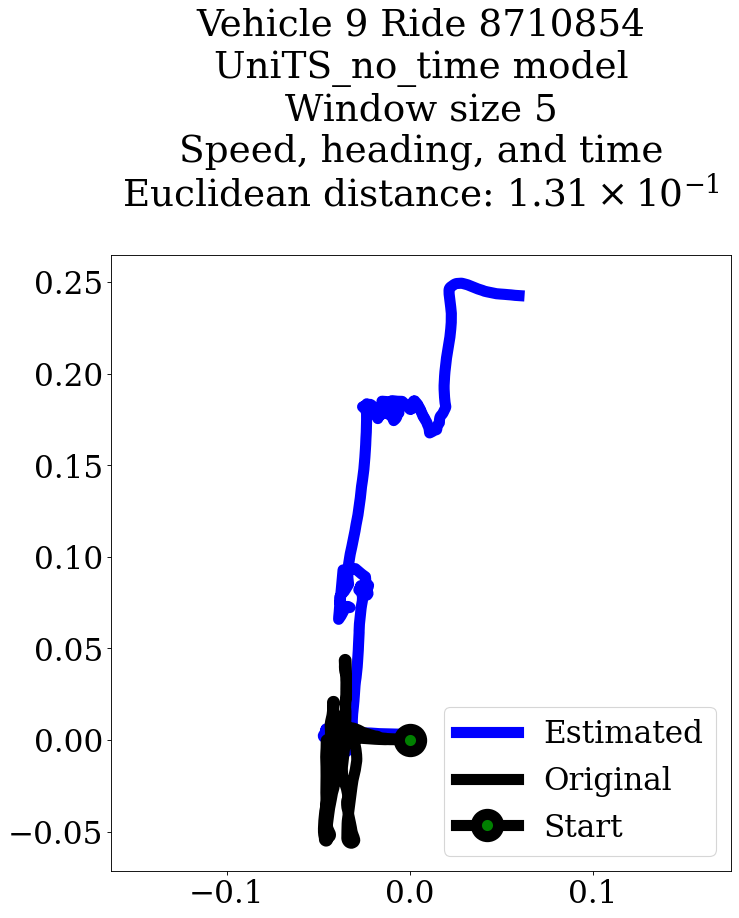 Vehicle 9 Ride 8710854
UniTS_no_time model
Window size 5
Speed, heading, and time
Euclidean distance: 1.31 × 10⁻¹
0.25
0.20
0.15
0.10
0.05
0.00
−0.05
Estimated
Original
Start
−0.1
0.0
0.1